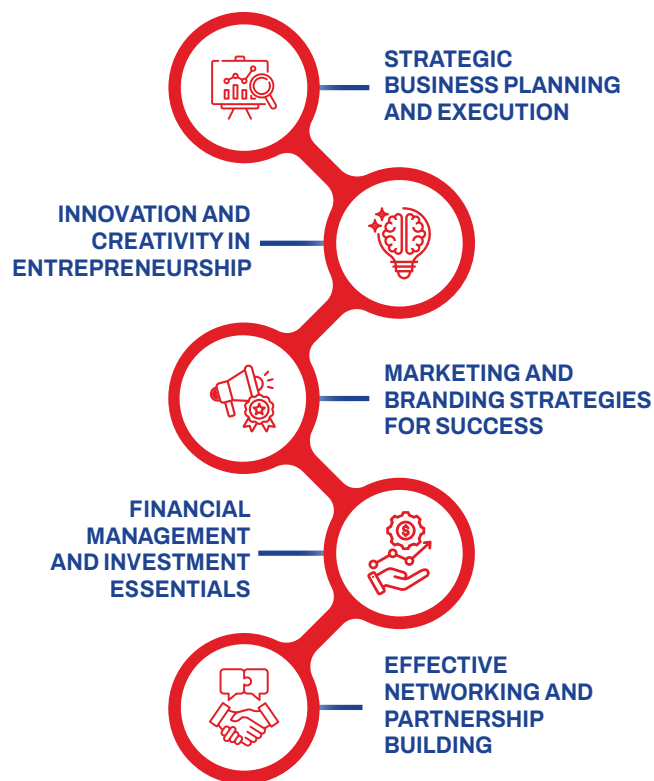 STRATEGIC
BUSINESS PLANNING
AND EXECUTION
INNOVATION AND
CREATIVITY IN
ENTREPRENEURSHIP
MARKETING AND
BRANDING STRATEGIES
FOR SUCCESS
FINANCIAL
MANAGEMENT
AND INVESTMENT
ESSENTIALS
$
EFFECTIVE
NETWORKING AND
PARTNERSHIP
BUILDING